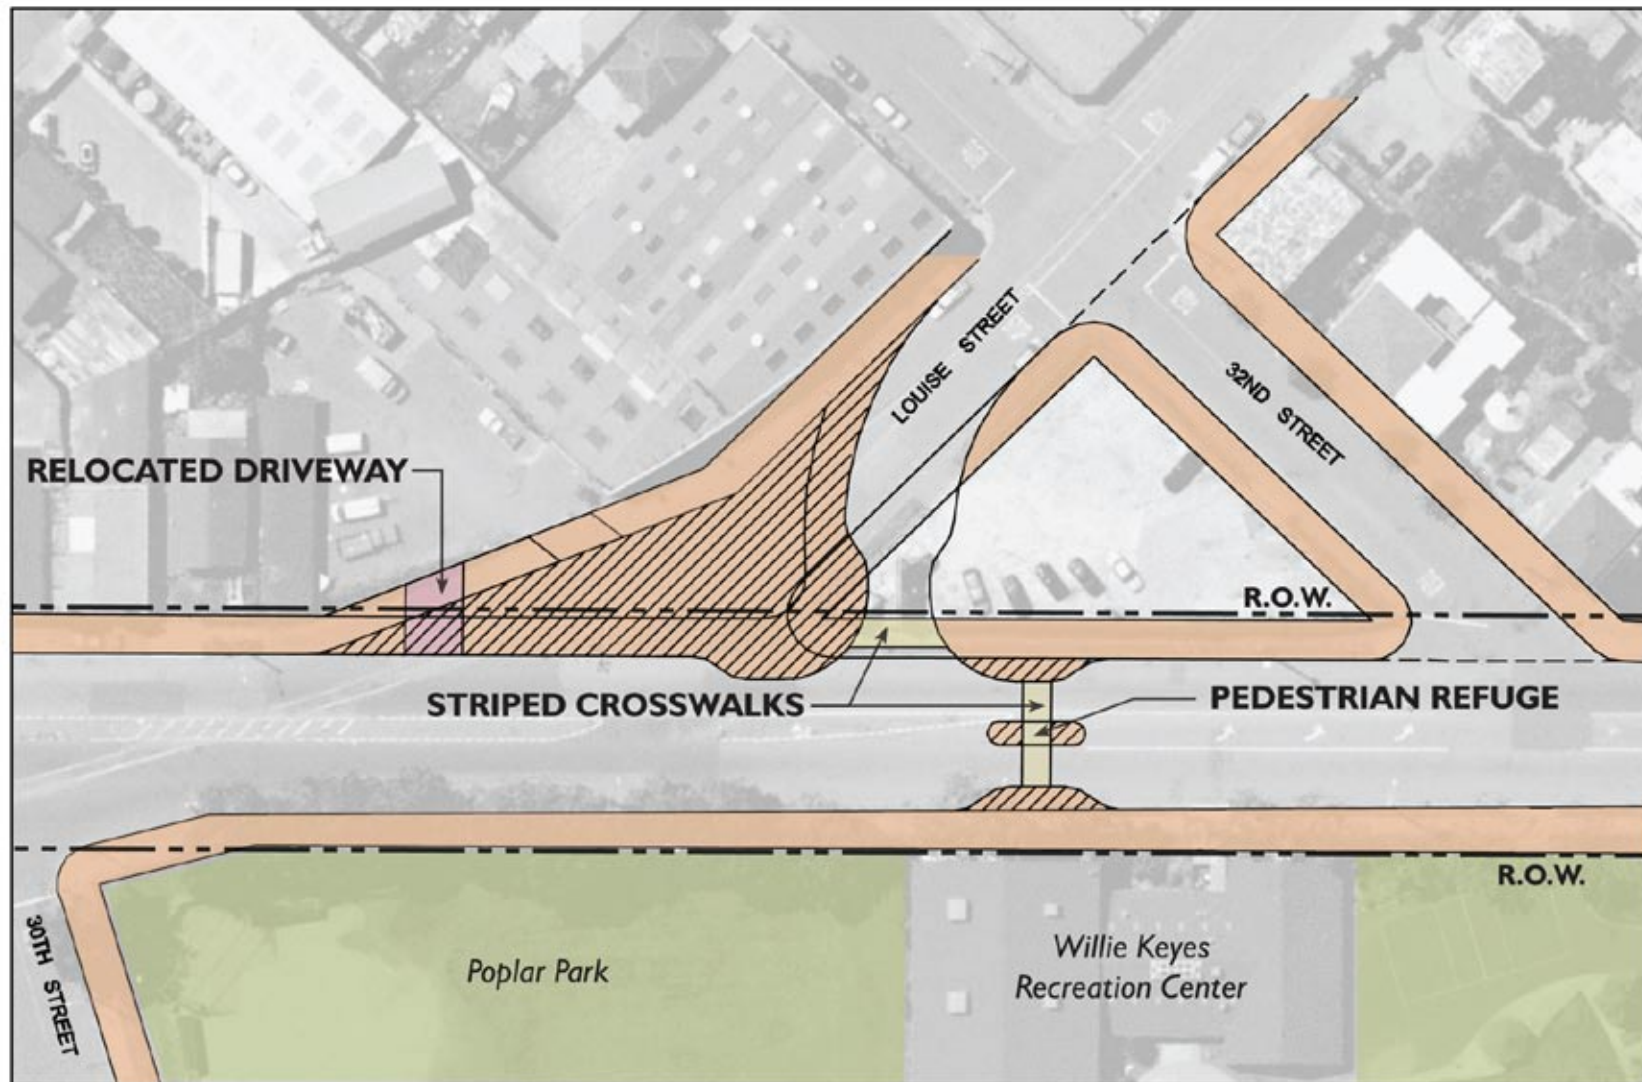 LOUISE STREET
32ND STREET
RELOCATED DRIVEWAY
R.O.W.
STRIPED CROSSWALKS
PEDESTRIAN REFUGE
R.O.W.
30TH STREET
Poplar Park
Willie Keyes
Recreation Center